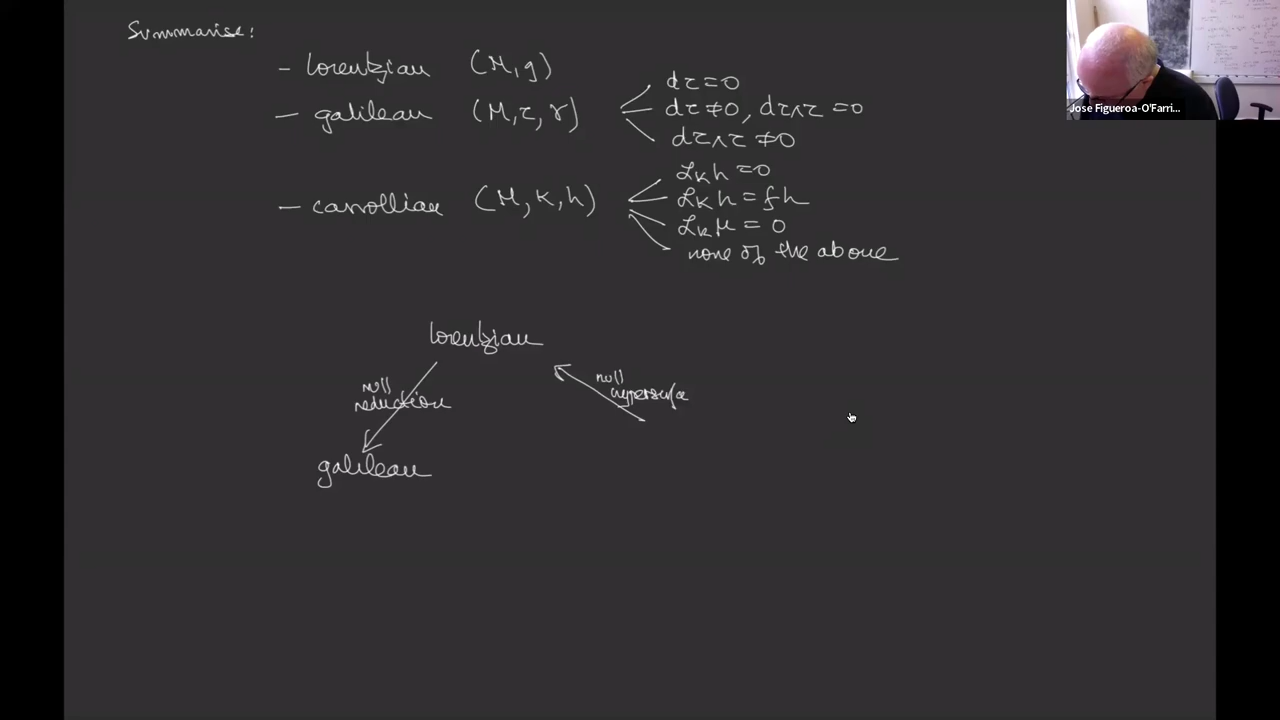 Summarise:
- lorentzian (M, g)
- galilean (M, τ, γ)
dτ = 0
dτ ≠ 0, dτ∧τ = 0
dτ∧τ ≠ 0
- carrollian (M, κ, h)
ℒκ h = 0
ℒκ h = f h
ℒκ μ = 0
none of the above
lorentzian
null
reduction
null
hypersurface
galilean
Jose Figueroa-O'Farri...